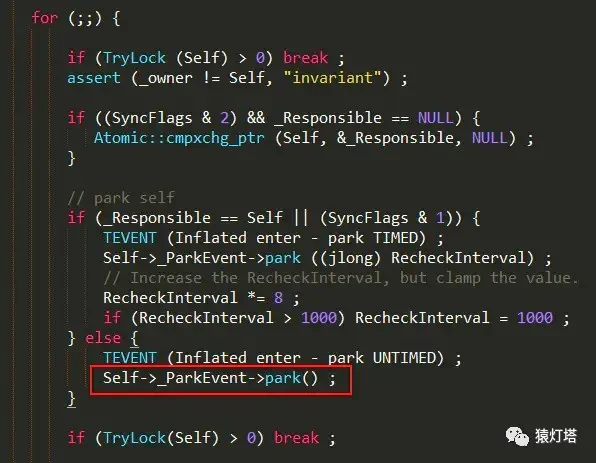 for (;;) {
if (TryLock (Self) > 0) break ;
assert (_owner != Self, "invariant") ;
if ((SyncFlags & 2) && _Responsible == NULL) {
Atomic::cmpxchg_ptr (Self, &_Responsible, NULL) ;
}
// park self
if (_Responsible == Self || (SyncFlags & 1)) {
TEVENT (Inflated enter - park TIMED) ;
Self->_ParkEvent->park ((jlong) RecheckInterval) ;
// Increase the RecheckInterval, but clamp the value.
RecheckInterval *= 8 ;
if (RecheckInterval > 1000) RecheckInterval = 1000 ;
} else {
TEVENT (Inflated enter - park UNTIMED) ;
Self->_ParkEvent->park() ;
}
if (TryLock(Self) > 0) break ;
猿灯塔